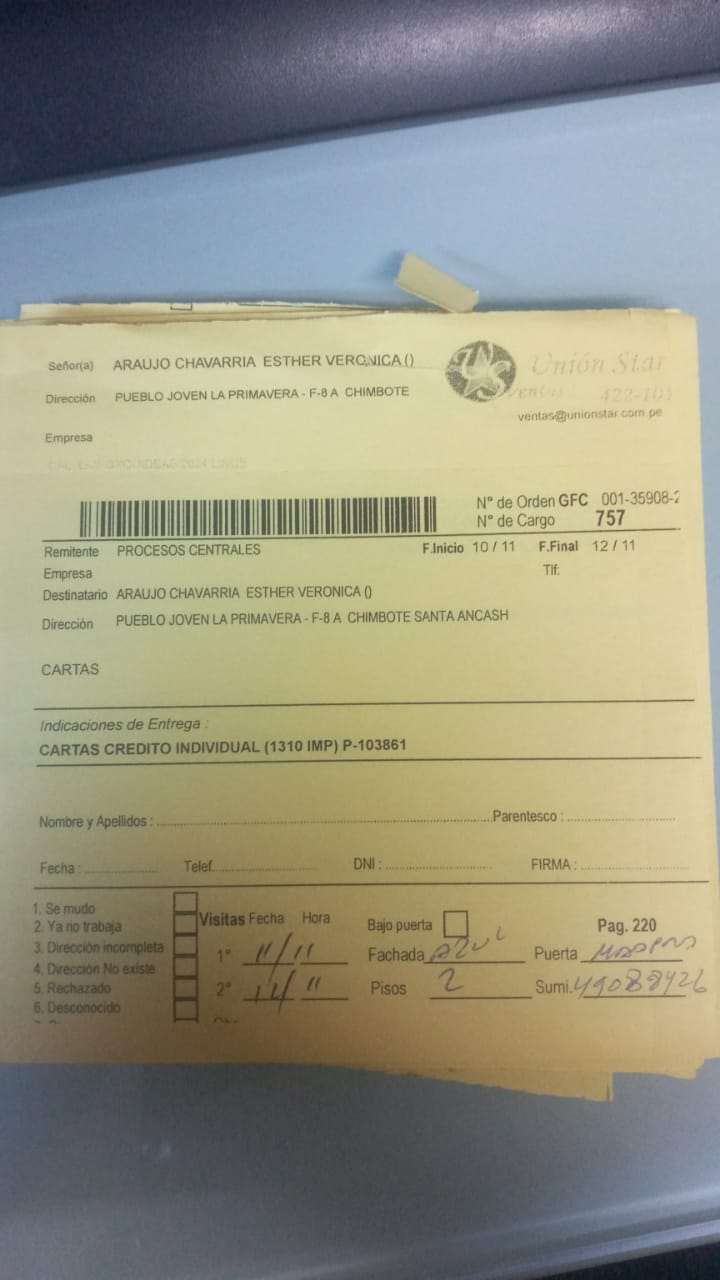 Señor(a) ARAUJO CHAVARRIA ESTHER VERONICA ()
Unión Star
Dirección PUEBLO JOVEN LA PRIMAVERA - F-8 A CHIMBOTE
Ventas 422-10
ventas@unionstar.com.pe
Empresa
N° de Orden GFC 001-35908-2
N° de Cargo 757
Remitente PROCESOS CENTRALES F.Inicio 10 / 11 F.Final 12 / 11
Empresa Tlf:
Destinatario ARAUJO CHAVARRIA ESTHER VERONICA ()
Dirección PUEBLO JOVEN LA PRIMAVERA - F-8 A CHIMBOTE SANTA ANCASH
CARTAS
Indicaciones de Entrega :
CARTAS CREDITO INDIVIDUAL (1310 IMP) P-103861
Nombre y Apellidos : Parentesco :
Fecha : Telef. DNI : FIRMA :
1. Se mudo
2. Ya no trabaja Visitas Fecha Hora Bajo puerta Pag. 220
3. Dirección incompleta 1° 11/11 Fachada AZUL Puerta
4. Dirección No existe
5. Rechazado 2° Pisos 2 Sumi. 49088426
6. Desconocido